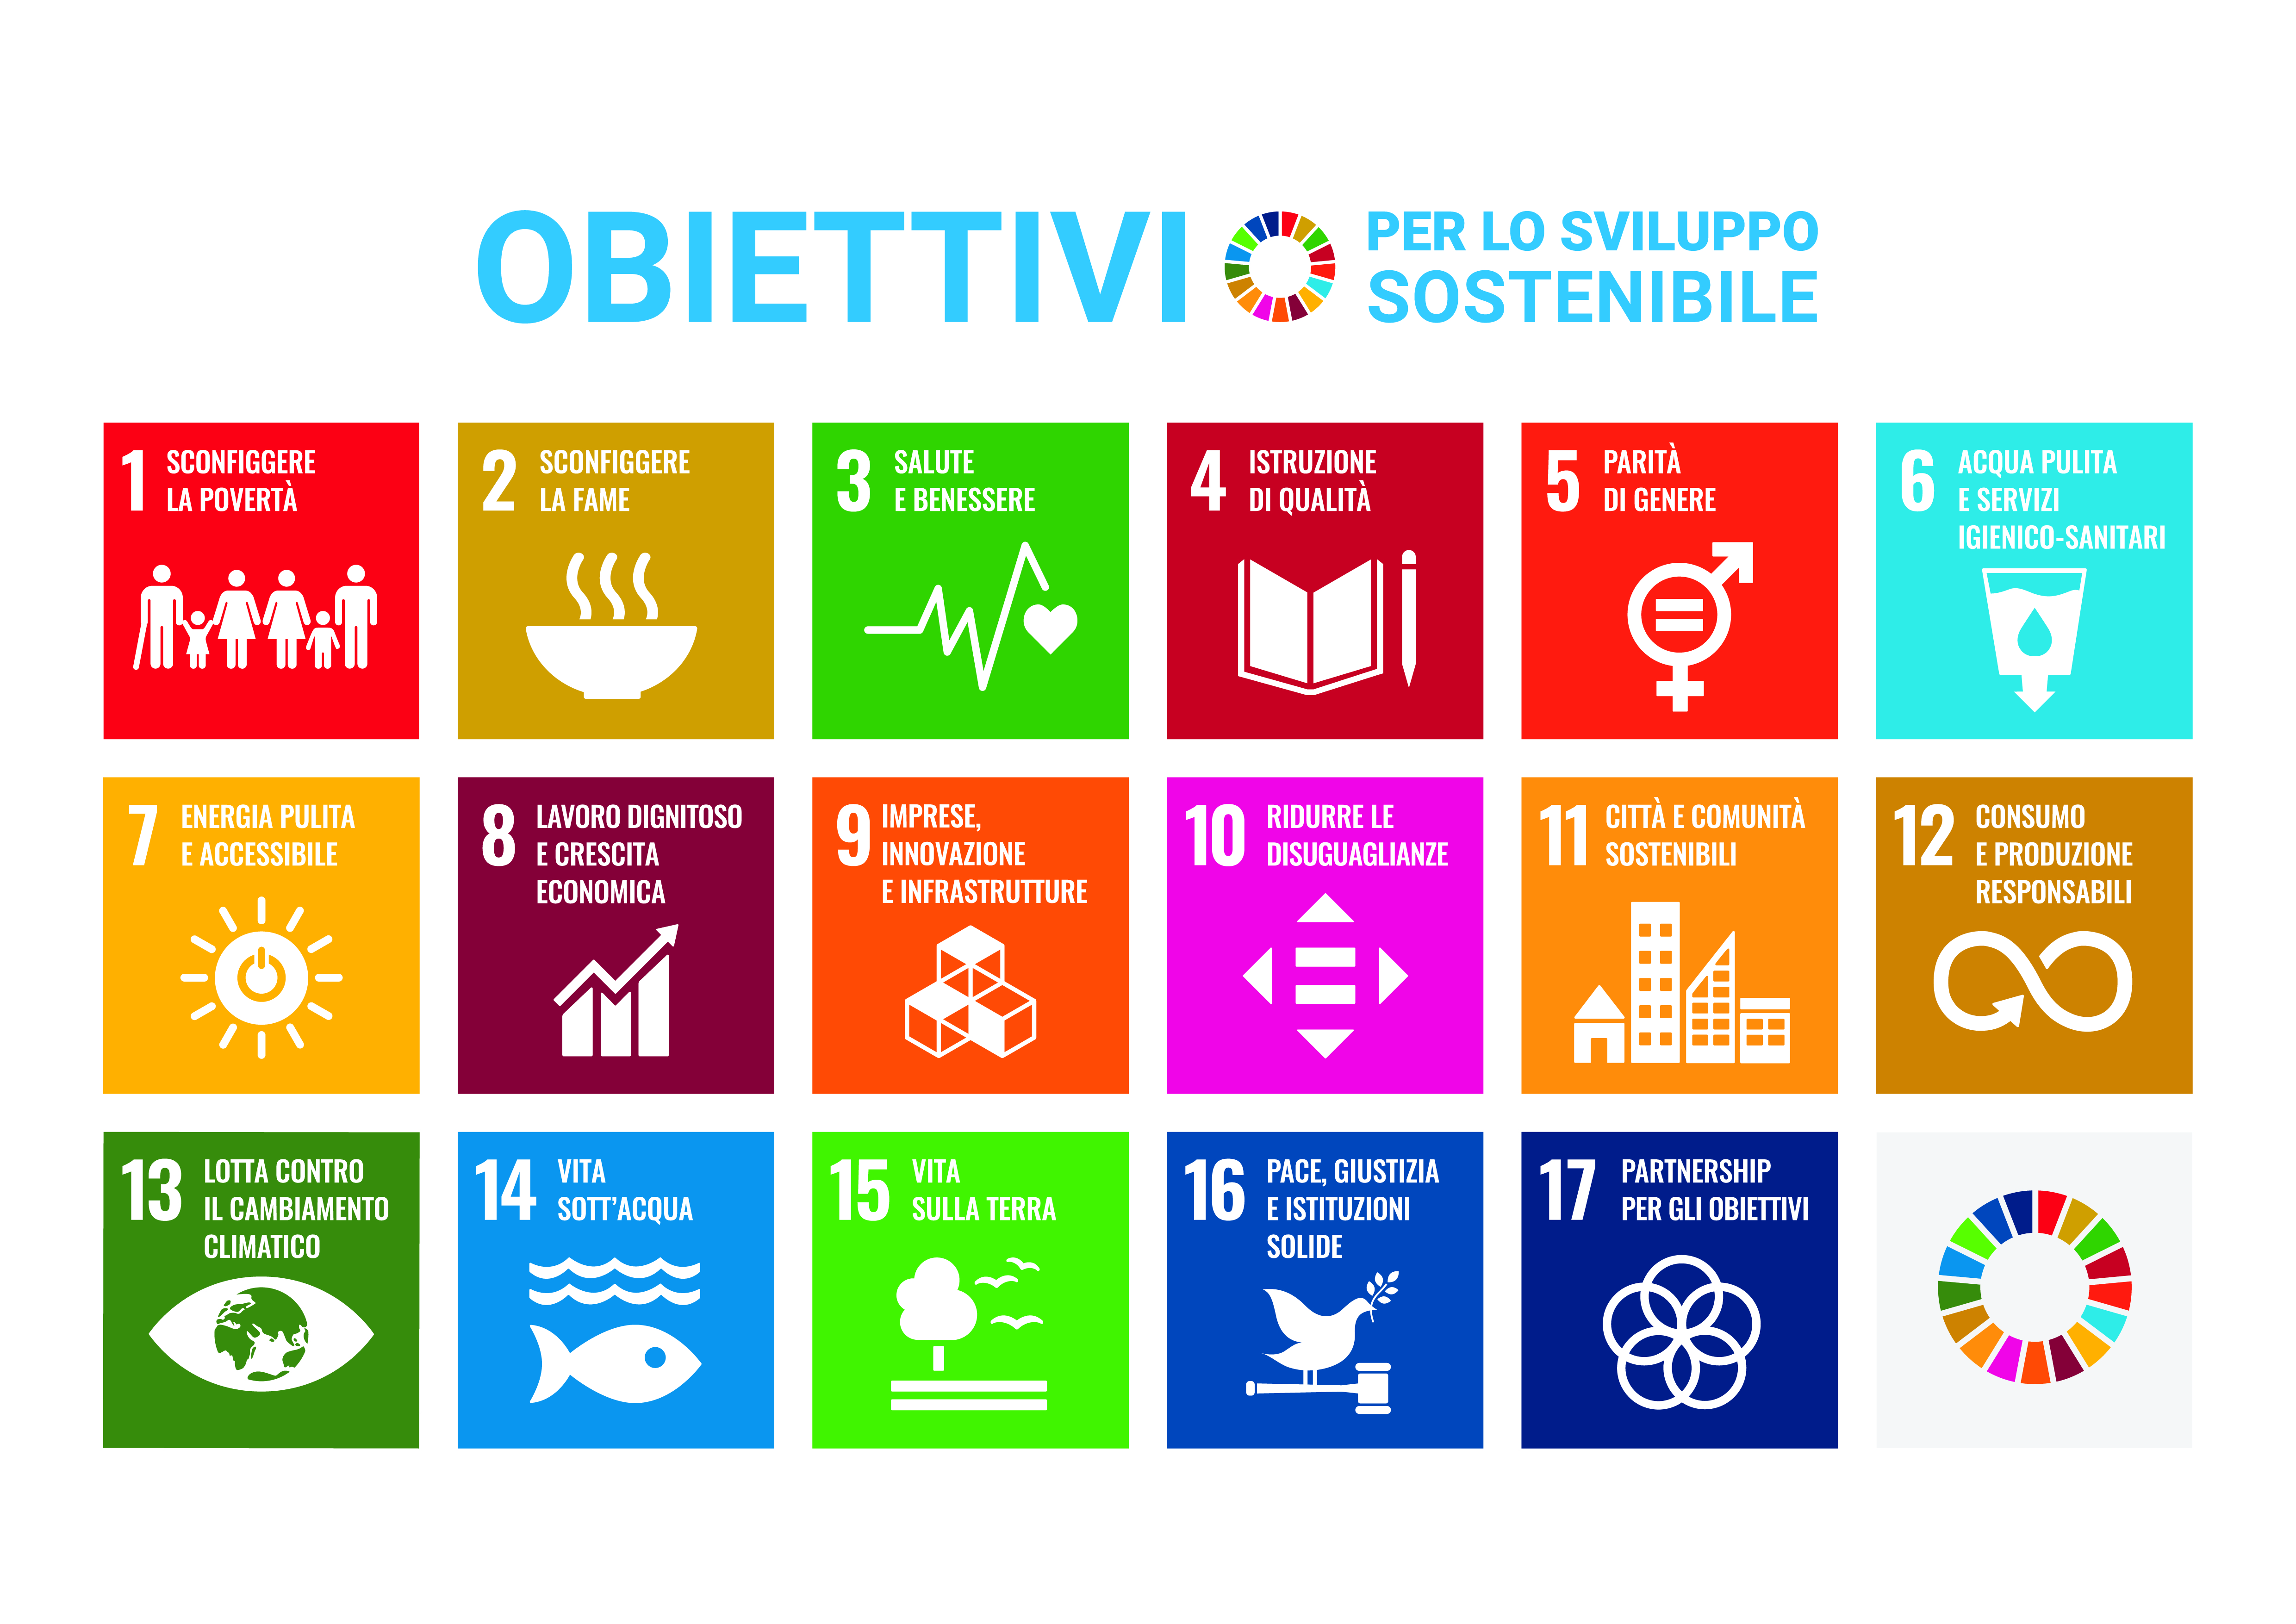 OBIETTIVI
PER LO SVILUPPO
SOSTENIBILE
1 SCONFIGGERE
LA POVERTÀ
2 SCONFIGGERE
LA FAME
3 SALUTE
E BENESSERE
4 ISTRUZIONE
DI QUALITÀ
5 PARITÀ
DI GENERE
6 ACQUA PULITA
E SERVIZI
IGIENICO-SANITARI
7 ENERGIA PULITA
E ACCESSIBILE
8 LAVORO DIGNITOSO
E CRESCITA
ECONOMICA
9 IMPRESE,
INNOVAZIONE
E INFRASTRUTTURE
10 RIDURRE LE
DISUGUAGLIANZE
11 CITTÀ E COMUNITÀ
SOSTENIBILI
12 CONSUMO
E PRODUZIONE
RESPONSABILI
13 LOTTA CONTRO
IL CAMBIAMENTO
CLIMATICO
14 VITA
SOTT'ACQUA
15 VITA
SULLA TERRA
16 PACE, GIUSTIZIA
E ISTITUZIONI
SOLIDE
17 PARTNERSHIP
PER GLI OBIETTIVI